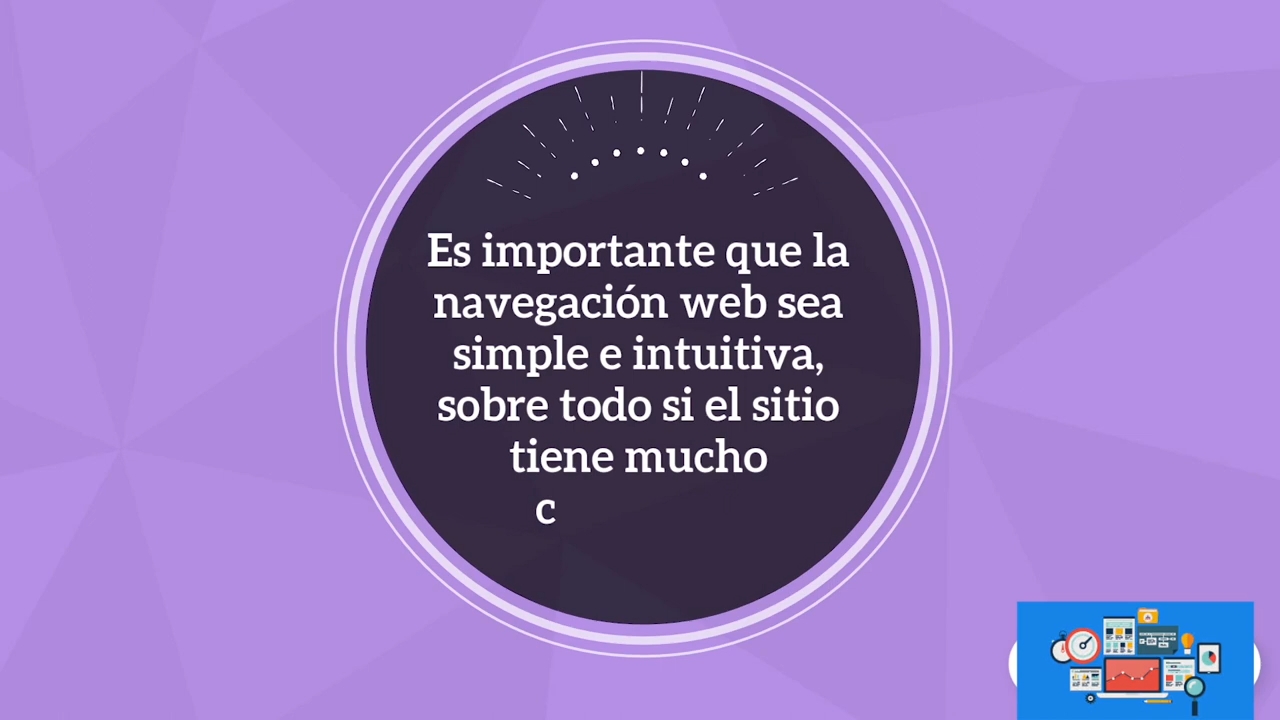 Es importante que la
navegación web sea
simple e intuitiva,
sobre todo si el sitio
tiene mucho
c